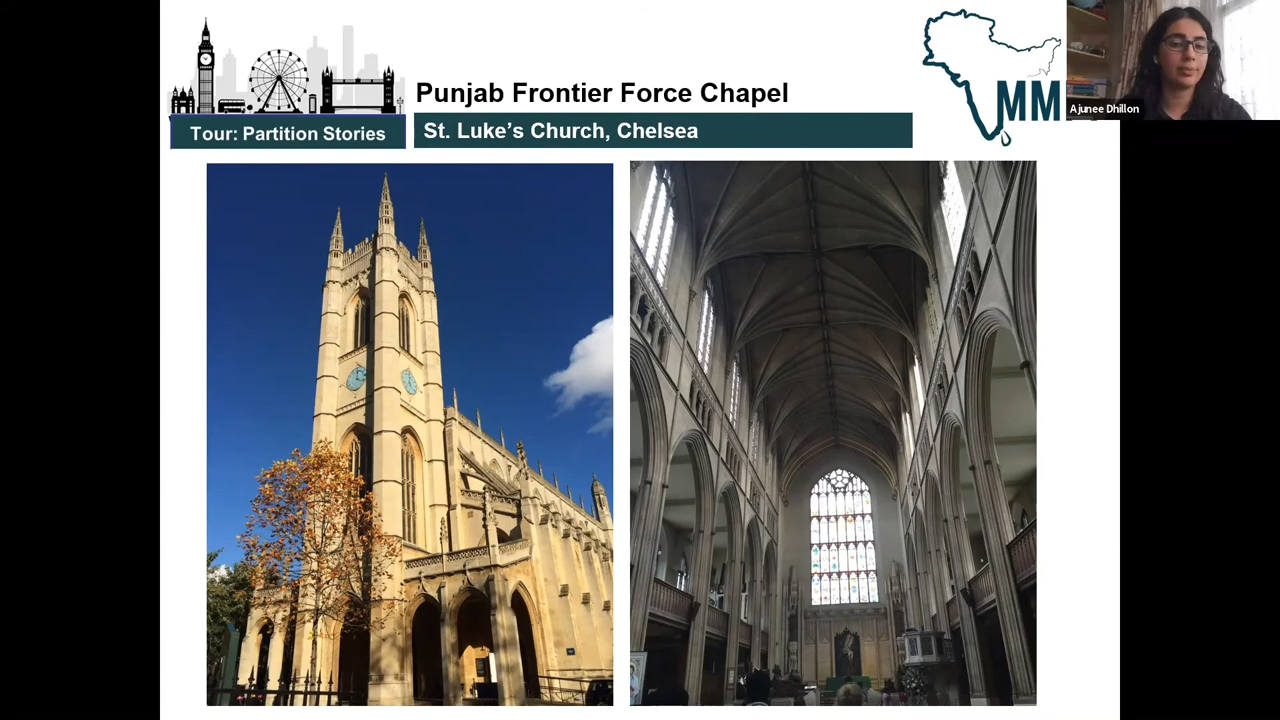 Punjab Frontier Force Chapel
Tour: Partition Stories
St. Luke's Church, Chelsea
MM
Ajunee Dhillon